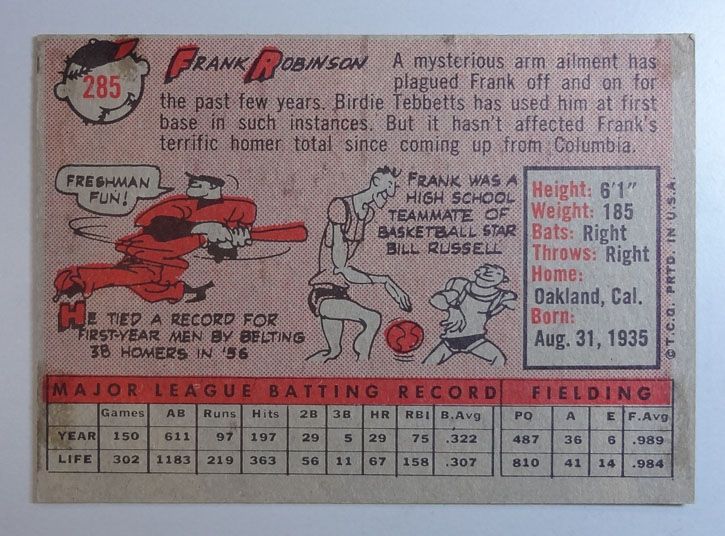 285
FRANK ROBINSON
A mysterious arm ailment has
plagued Frank off and on for
the past few years. Birdie Tebbetts has used him at first
base in such instances. But it hasn't affected Frank's
terrific homer total since coming up from Columbia.
FRESHMAN
FUN!
HE TIED A RECORD FOR
FIRST-YEAR MEN BY BELTING
38 HOMERS IN '56
FRANK WAS A
HIGH SCHOOL
TEAMMATE OF
BASKETBALL STAR
BILL RUSSELL
Height: 6'1"
Weight: 185
Bats: Right
Throws: Right
Home:
Oakland, Cal.
Born:
Aug. 31, 1935
© T.C.G. PRTD. IN U.S.A.
MAJOR LEAGUE BATTING RECORD FIELDING
Games AB Runs Hits 2B 3B HR RBI B.Avg PO A E F.Avg
YEAR 150 611 97 197 29 5 29 75 .322 487 36 6 .989
LIFE 302 1183 219 363 56 11 67 158 .307 810 41 14 .984